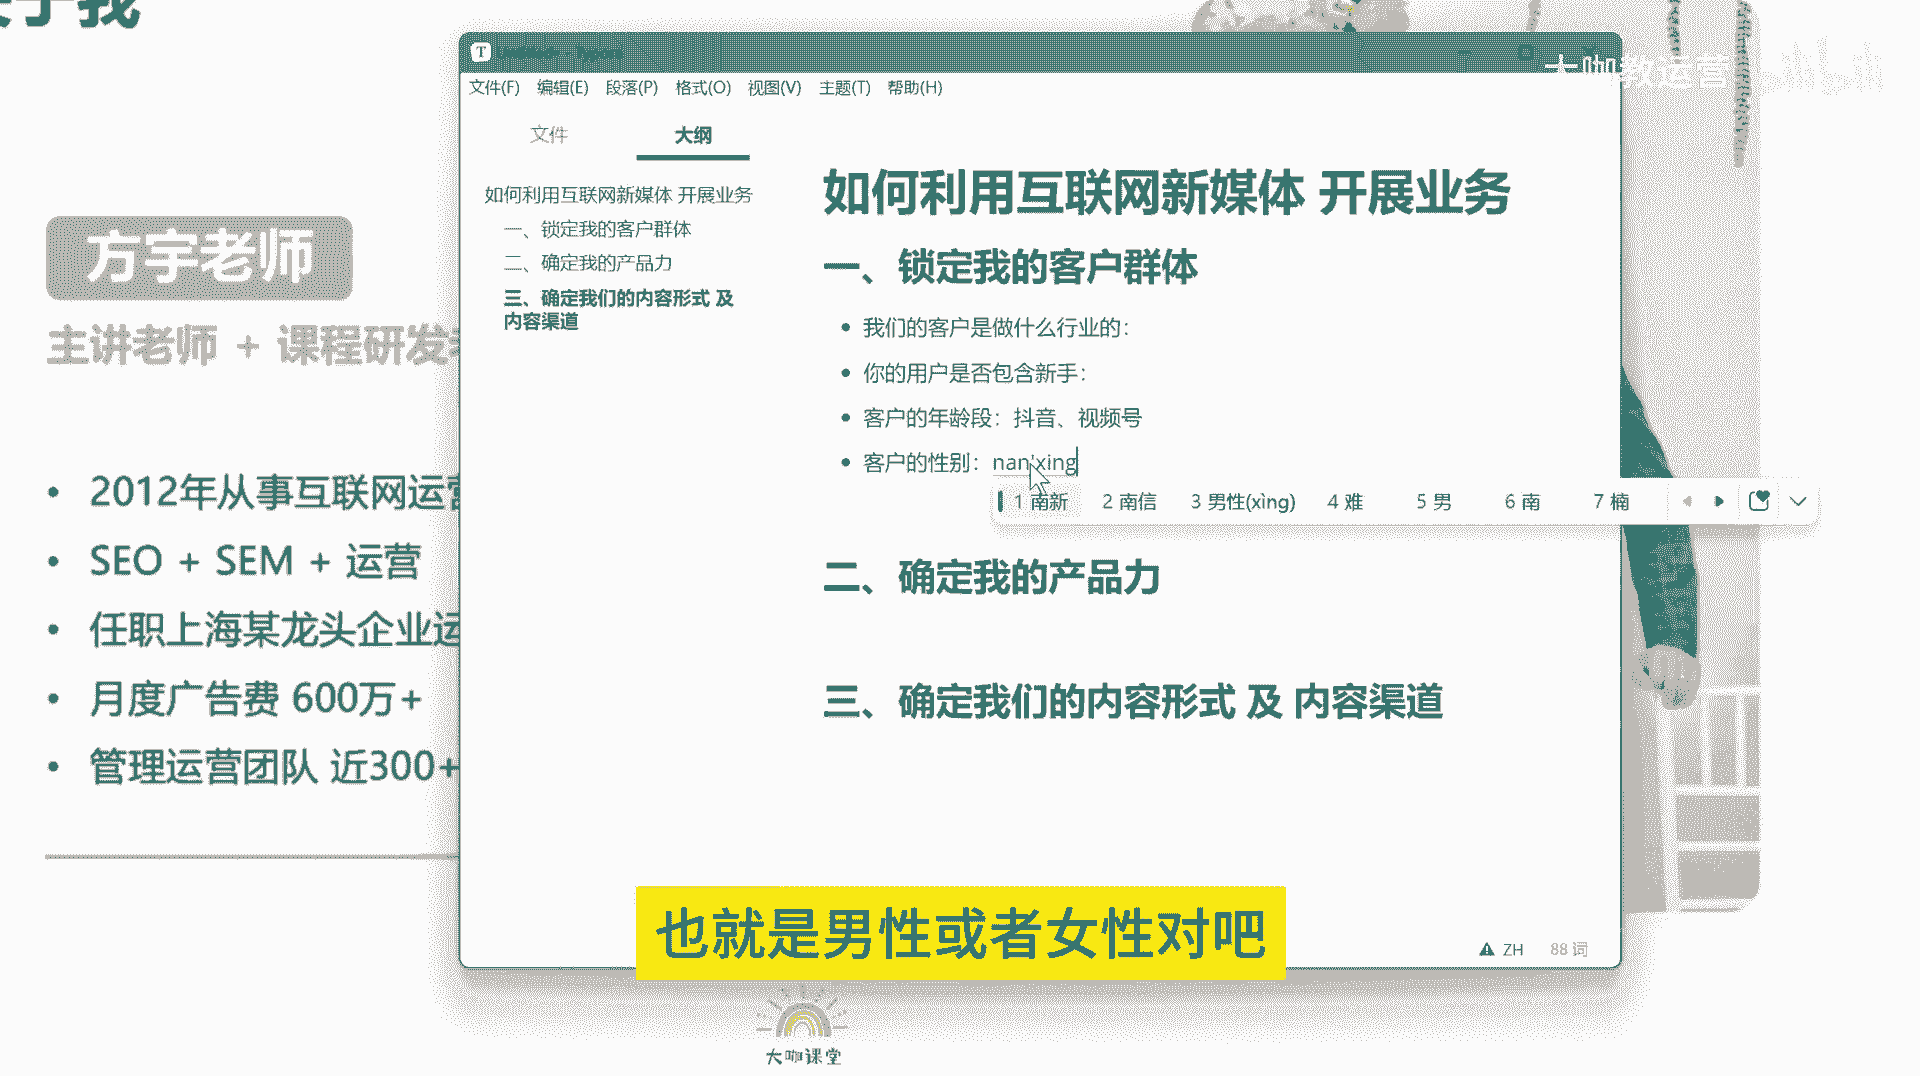 关于我
方宇老师
主讲老师 + 课程研发
• 2012年从事互联网运营
• SEO + SEM + 运营
• 任职上海某龙头企业运
• 月度广告费 600万+
• 管理运营团队 近300+
文件(F) 编辑(E) 段落(P) 格式(O) 视图(V) 主题(T) 帮助(H)
文件 大纲
如何利用互联网新媒体 开展业务
一、锁定我的客户群体
二、确定我的产品力
三、确定我们的内容形式 及
内容渠道
如何利用互联网新媒体 开展业务
一、锁定我的客户群体
• 我们的客户是做什么行业的：
• 你的用户是否包含新手：
• 客户的年龄段：抖音、视频号
• 客户的性别：nan'xing
1 南新 2 南信 3 男性(xìng) 4 难 5 男 6 南 7 楠
二、确定我的产品力
三、确定我们的内容形式 及 内容渠道
ZH 88 词
大咖教运营
也就是男性或者女性对吧
大咖课堂